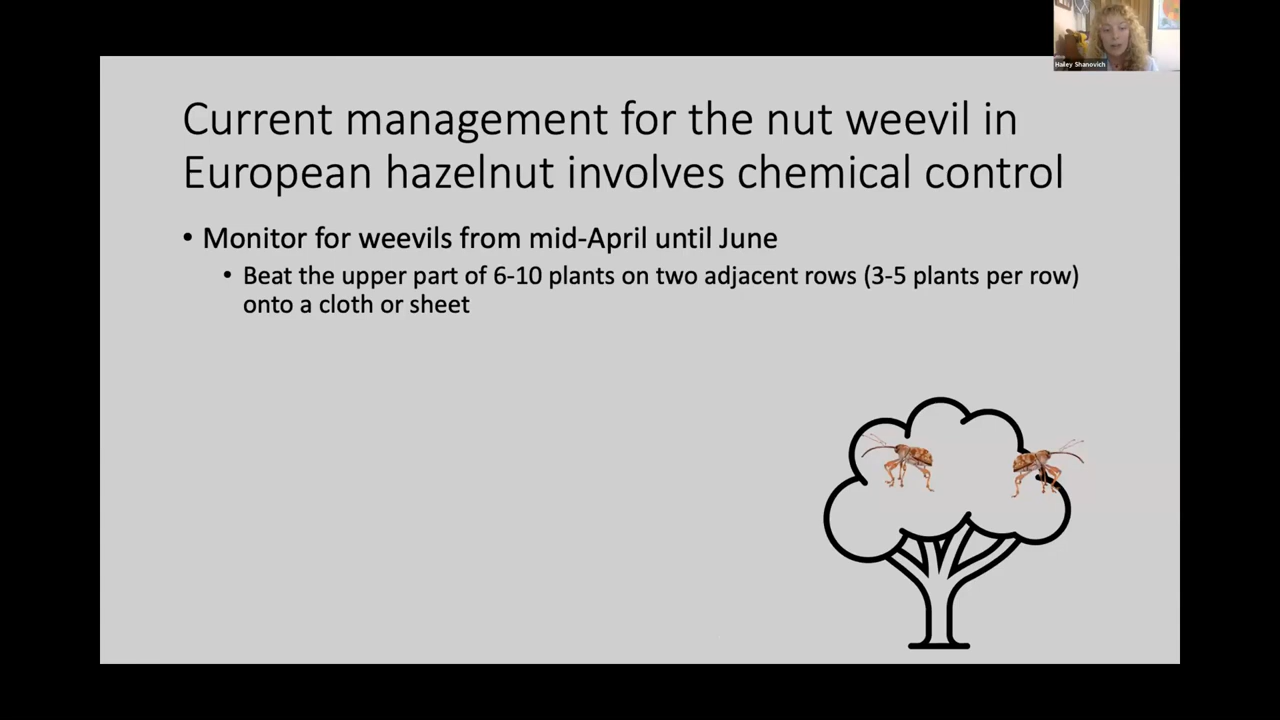 Hailey Shanovich
Current management for the nut weevil in
European hazelnut involves chemical control
• Monitor for weevils from mid-April until June
• Beat the upper part of 6-10 plants on two adjacent rows (3-5 plants per row)
onto a cloth or sheet